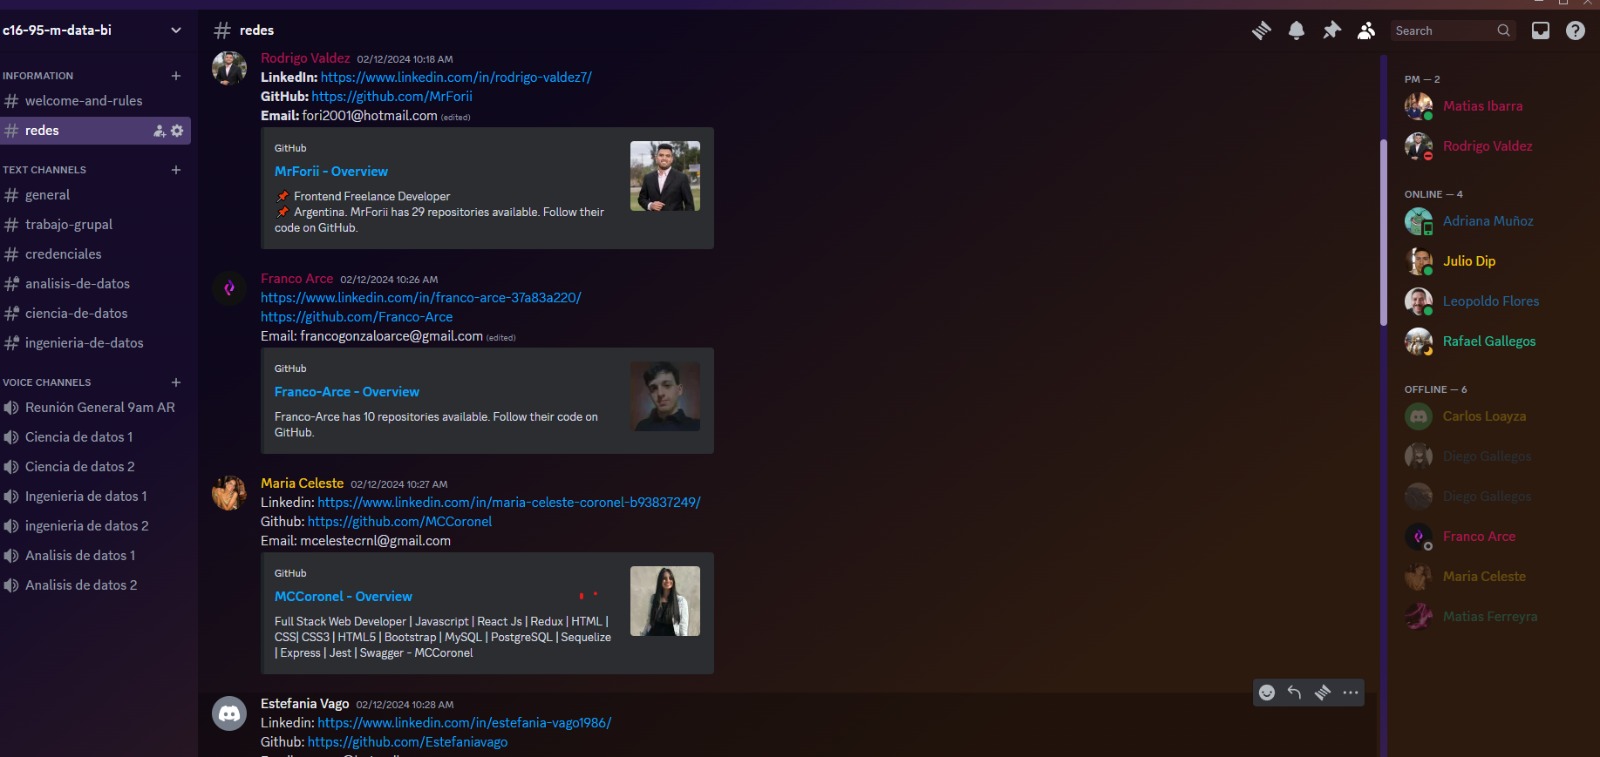 c16-95-m-data-bi
INFORMATION
welcome-and-rules
redes
TEXT CHANNELS
general
trabajo-grupal
credenciales
analisis-de-datos
ciencia-de-datos
ingenieria-de-datos
VOICE CHANNELS
Reunión General 9am AR
Ciencia de datos 1
Ciencia de datos 2
Ingenieria de datos 1
ingenieria de datos 2
Analisis de datos 1
Analisis de datos 2
# redes
Search
Rodrigo Valdez 02/12/2024 10:18 AM
LinkedIn: https://www.linkedin.com/in/rodrigo-valdez7/
GitHub: https://github.com/MrForii
Email: fori2001@hotmail.com (edited)
GitHub
MrForii - Overview
📌 Frontend Freelance Developer
📌 Argentina. MrForii has 29 repositories available. Follow their
code on GitHub.
Franco Arce 02/12/2024 10:26 AM
https://www.linkedin.com/in/franco-arce-37a83a220/
https://github.com/Franco-Arce
Email: francogonzaloarce@gmail.com (edited)
GitHub
Franco-Arce - Overview
Franco-Arce has 10 repositories available. Follow their code on
GitHub.
Maria Celeste 02/12/2024 10:27 AM
Linkedin: https://www.linkedin.com/in/maria-celeste-coronel-b93837249/
Github: https://github.com/MCCoronel
Email: mcelestecrnl@gmail.com
GitHub
MCCoronel - Overview
Full Stack Web Developer | Javascript | React Js | Redux | HTML |
CSS| CSS3 | HTML5 | Bootstrap | MySQL | PostgreSQL | Sequelize
| Express | Jest | Swagger - MCCoronel
Estefania Vago 02/12/2024 10:28 AM
Linkedin: https://www.linkedin.com/in/estefania-vago1986/
Github: https://github.com/Estefaniavago
PM — 2
Matias Ibarra
Rodrigo Valdez
ONLINE — 4
Adriana Muñoz
Julio Dip
Leopoldo Flores
Rafael Gallegos
OFFLINE — 6
Carlos Loayza
Diego Gallegos
Diego Gallegos
Franco Arce
Maria Celeste
Matias Ferreyra